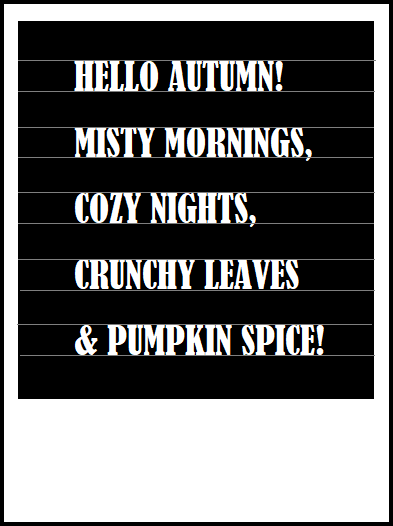 HELLO AUTUMN!
MISTY MORNINGS,
COZY NIGHTS,
CRUNCHY LEAVES
& PUMPKIN SPICE!